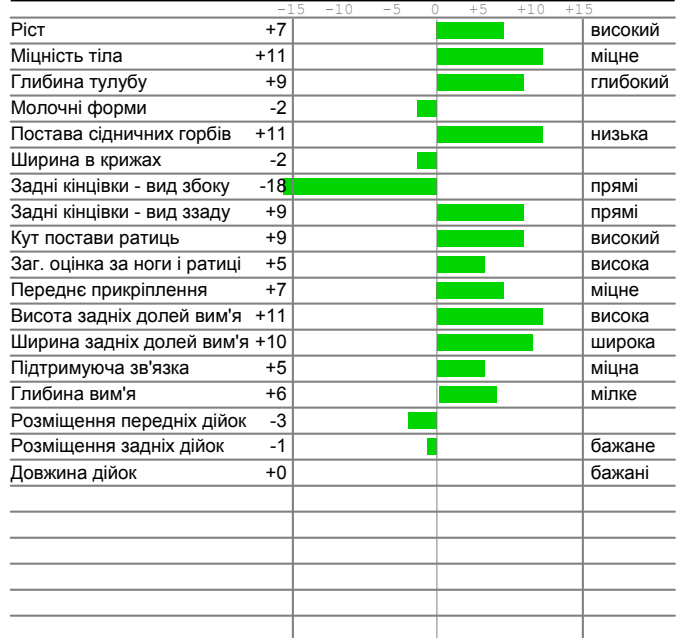 -15 -10 -5 0 +5 +10 +15
Ріст +7 високий
Міцність тіла +11 міцне
Глибина тулубу +9 глибокий
Молочні форми -2
Постава сідничних горбів +11 низька
Ширина в крижах -2
Задні кінцівки - вид збоку -18 прямі
Задні кінцівки - вид ззаду +9 прямі
Кут постави ратиць +9 високий
Заг. оцінка за ноги і ратиці +5 висока
Переднє прикріплення +7 міцне
Висота задніх долей вим'я +11 висока
Ширина задніх долей вим'я +10 широка
Підтримуюча зв'язка +5 міцна
Глибина вим'я +6 мілке
Розміщення передніх дійок -3
Розміщення задніх дійок -1 бажане
Довжина дійок +0 бажані